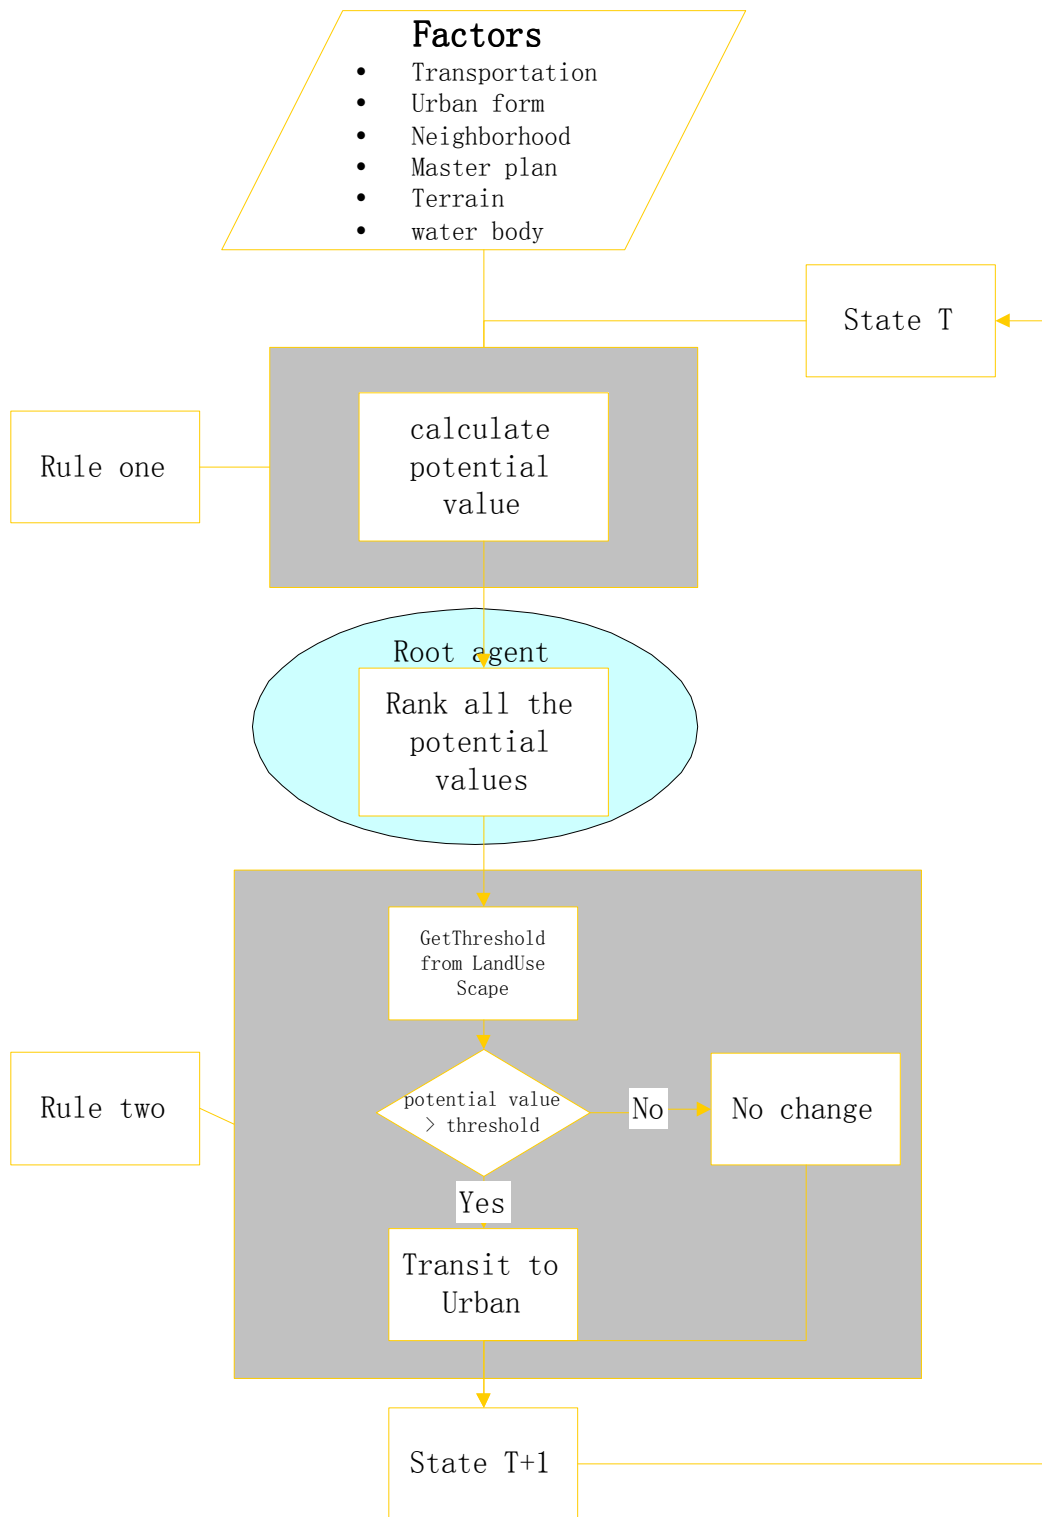 Factors
• Transportation
• Urban form
• Neighborhood
• Master plan
• Terrain
• water body
State T
calculate
potential
value
Rule one
Root agent
Rank all the
potential
values
GetThreshold
from LandUse
Scape
Rule two
potential value
> threshold
No
No change
Yes
Transit to
Urban
State T+1